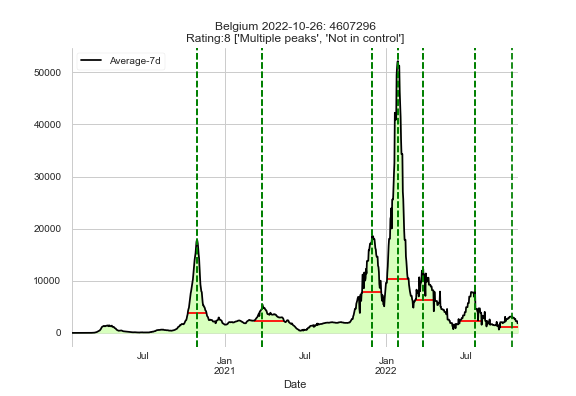 Belgium 2022-10-26: 4607296
Rating:8 ['Multiple peaks', 'Not in control']
Average-7d
50000
40000
30000
20000
10000
0
Jul
Jan
2021
Jul
Jan
2022
Jul
Date